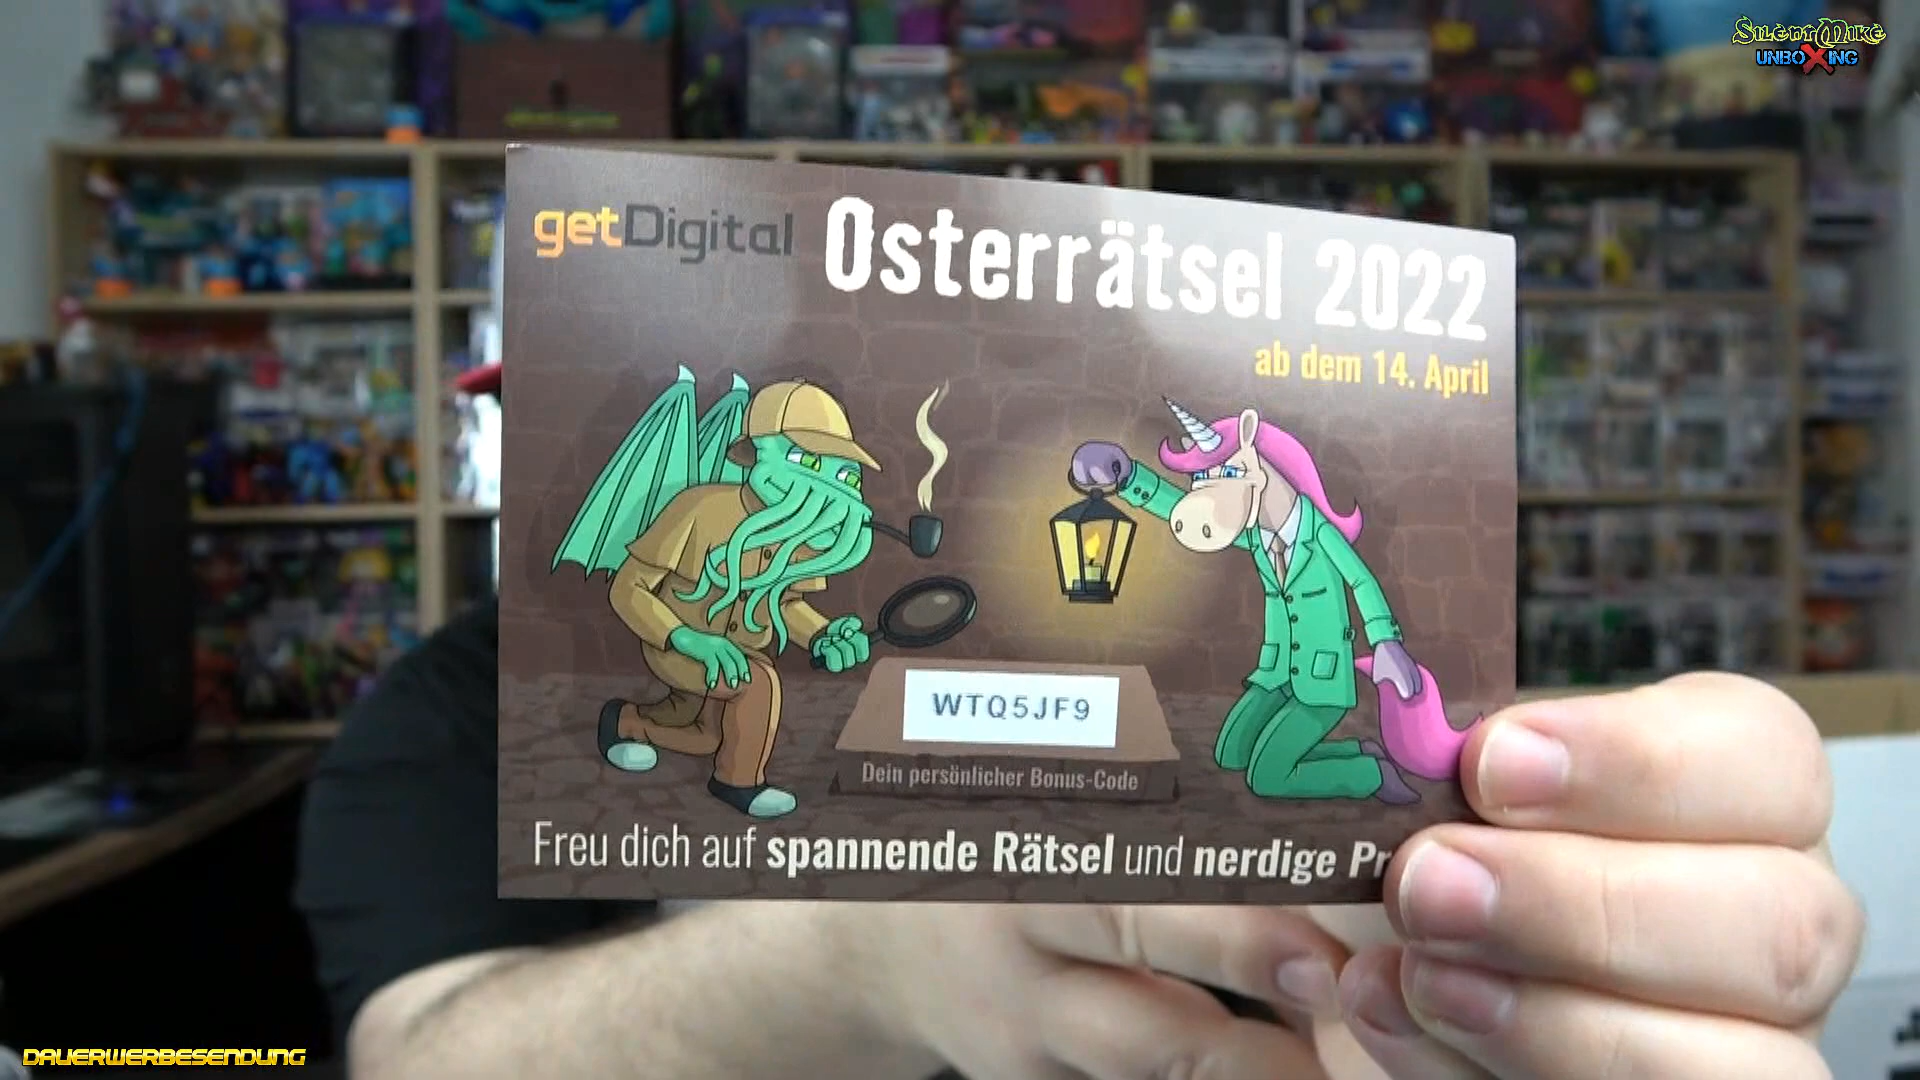 SilentMike
UNBOXING
getDigital
Osterrätsel 2022
ab dem 14. April
WTQ5JF9
Dein persönlicher Bonus-Code
Freu dich auf spannende Rätsel und nerdige Pr
DAUERWERBESENDUNG